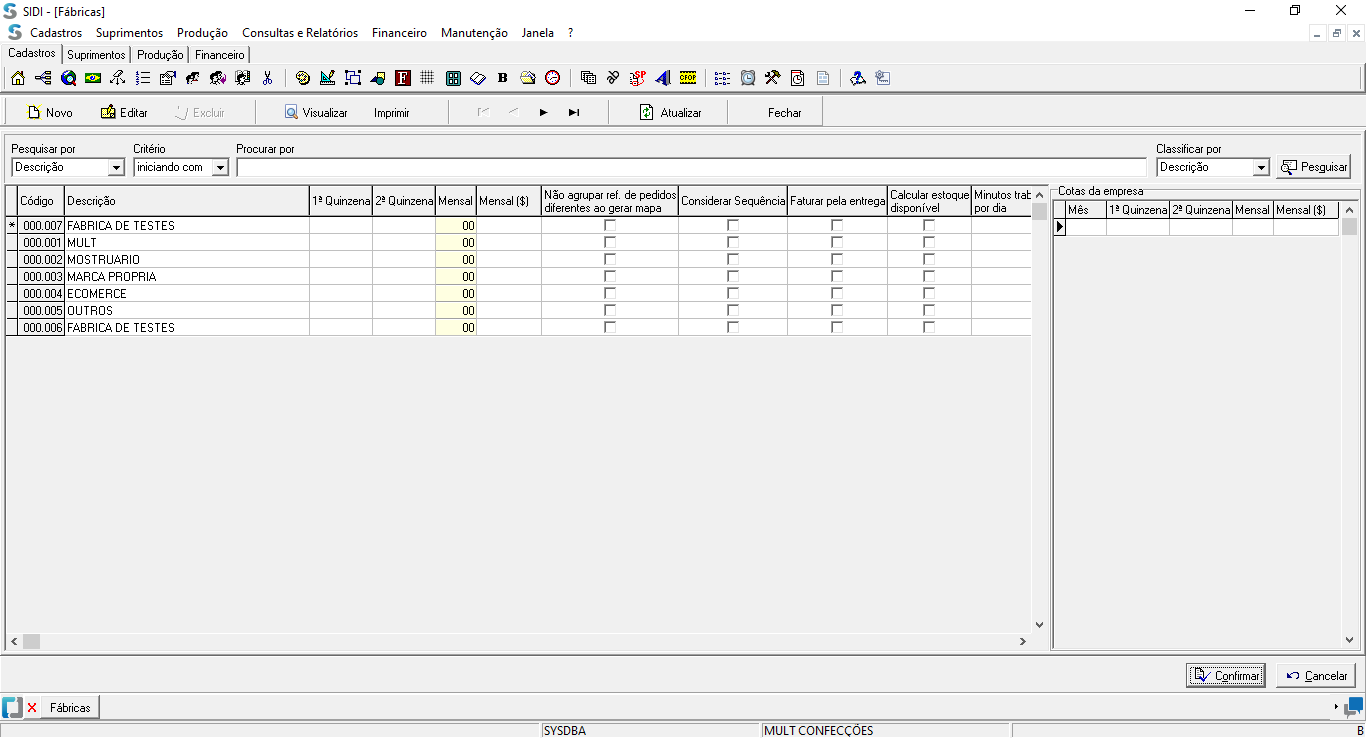 SIDI - [Fábricas]
Cadastros Suprimentos Produção Consultas e Relatórios Financeiro Manutenção Janela ?
Cadastros Suprimentos Produção Financeiro
F B SP CFOP
Novo Editar Excluir Visualizar Imprimir Atualizar Fechar
Pesquisar por Critério Procurar por Classificar por
Descrição iniciando com Descrição Pesquisar
Código Descrição 1ª Quinzena 2ª Quinzena Mensal Mensal ($) Não agrupar ref. de pedidos diferentes ao gerar mapa Considerar Sequência Faturar pela entrega Calcular estoque disponível Minutos trab por dia
* 000.007 FABRICA DE TESTES 00
000.001 MULT 00
000.002 MOSTRUARIO 00
000.003 MARCA PROPRIA 00
000.004 ECOMERCE 00
000.005 OUTROS 00
000.006 FABRICA DE TESTES 00
Cotas da empresa
Mês 1ª Quinzena 2ª Quinzena Mensal Mensal ($)
Confirmar Cancelar
Fábricas
SYSDBA MULT CONFECÇÕES B